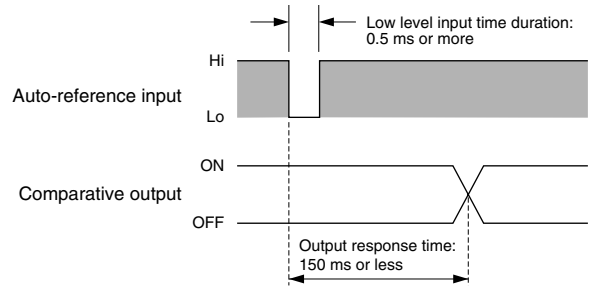 Low level input time duration:
0.5 ms or more
Hi
Auto-reference input
Lo
ON
Comparative output
OFF
Output response time:
150 ms or less